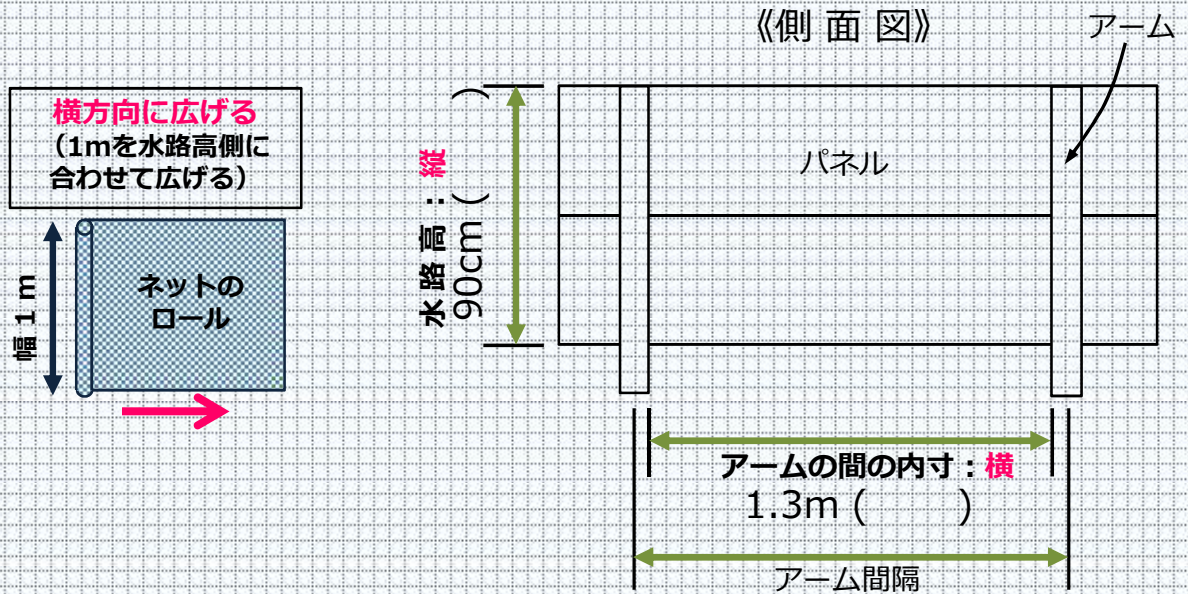 《側 面 図》
アーム
横方向に広げる
（1mを水路高側に
合わせて広げる）
パネル
水 路 高 ： 縦
90cm (　　　)
幅 1 m
ネットの
ロール
アームの間の内寸：横
1.3m (　　　)
アーム間隔